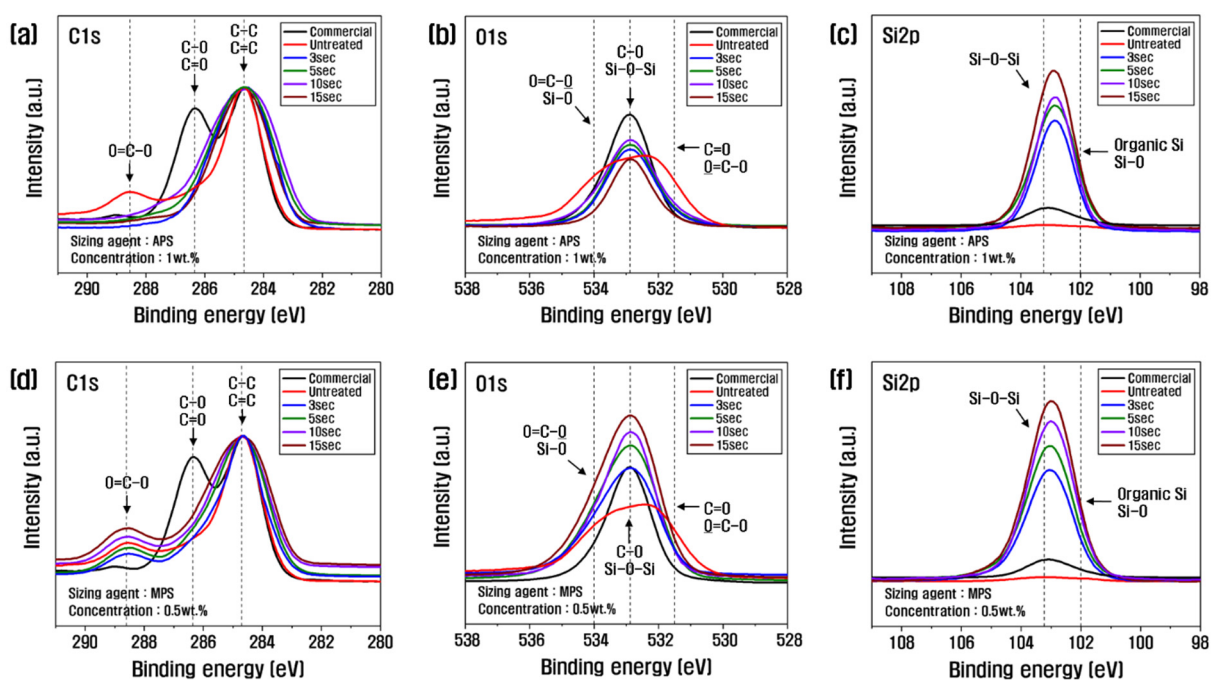 (a)
C1s
C-O
C=O
C-C
C=C
O=C-O
Commercial
Untreated
3sec
5sec
10sec
15sec
Sizing agent : APS
Concentration : 1wt.%
Intensity (a.u.)
290 288 286 284 282 280
Binding energy (eV)
(b)
O1s
C-O
Si-O-Si
O=C-O
Si-O
C=O
O=C-O
Commercial
Untreated
3sec
5sec
10sec
15sec
Sizing agent : APS
Concentration : 1wt.%
Intensity (a.u.)
538 536 534 532 530 528
Binding energy (eV)
(c)
Si2p
Si-O-Si
Organic Si
Si-O
Commercial
Untreated
3sec
5sec
10sec
15sec
Sizing agent : APS
Concentration : 1wt.%
Intensity (a.u.)
108 106 104 102 100 98
Binding energy (eV)
(d)
C1s
C-O
C=O
C-C
C=C
O=C-O
Commercial
Untreated
3sec
5sec
10sec
15sec
Sizing agent : MPS
Concentration : 0.5wt.%
Intensity (a.u.)
290 288 286 284 282 280
Binding energy (eV)
(e)
O1s
O=C-O
Si-O
C=O
O=C-O
C-O
Si-O-Si
Commercial
Untreated
3sec
5sec
10sec
15sec
Sizing agent : MPS
Concentration : 0.5wt.%
Intensity (a.u.)
538 536 534 532 530 528
Binding energy (eV)
(f)
Si2p
Si-O-Si
Organic Si
Si-O
Commercial
Untreated
3sec
5sec
10sec
15sec
Sizing agent : MPS
Concentration : 0.5wt.%
Intensity (a.u.)
108 106 104 102 100 98
Binding energy (eV)